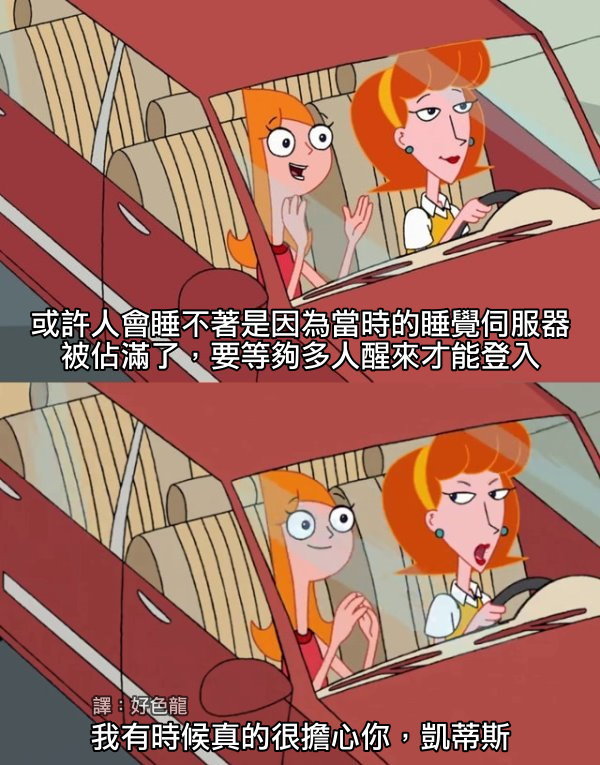 或許人會睡不著是因為當時的睡覺伺服器
被佔滿了，要等夠多人醒來才能登入
譯：好色龍
我有時候真的很擔心你，凱蒂斯